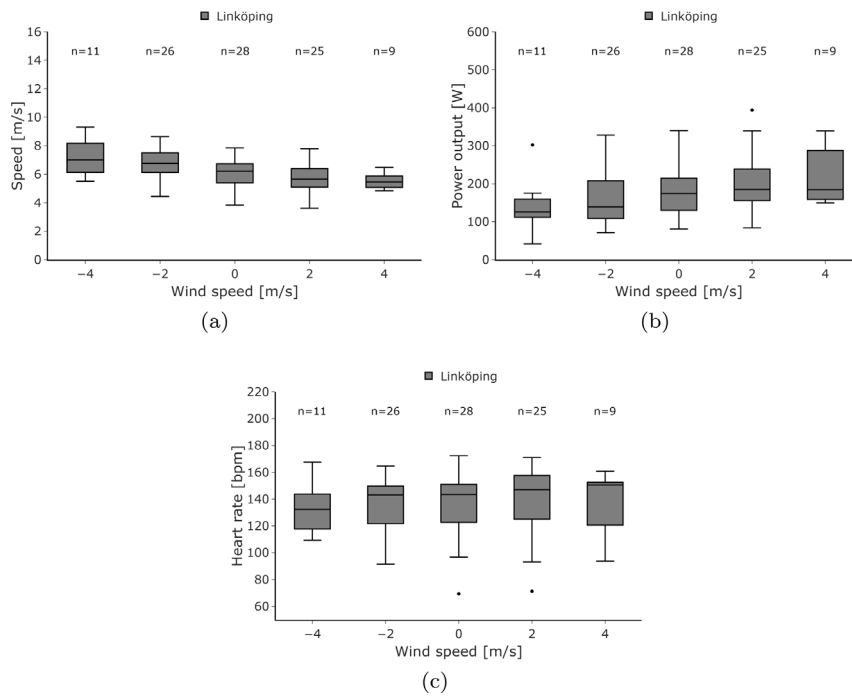 Linköping
16
14
12
10
8
6
4
2
0
Speed [m/s]
n=11 n=26 n=28 n=25 n=9
−4 −2 0 2 4
Wind speed [m/s]
(a)
Linköping
600
500
400
300
200
100
0
Power output [W]
n=11 n=26 n=28 n=25 n=9
−4 −2 0 2 4
Wind speed [m/s]
(b)
Linköping
220
200
180
160
140
120
100
80
60
Heart rate [bpm]
n=11 n=26 n=28 n=25 n=9
−4 −2 0 2 4
Wind speed [m/s]
(c)